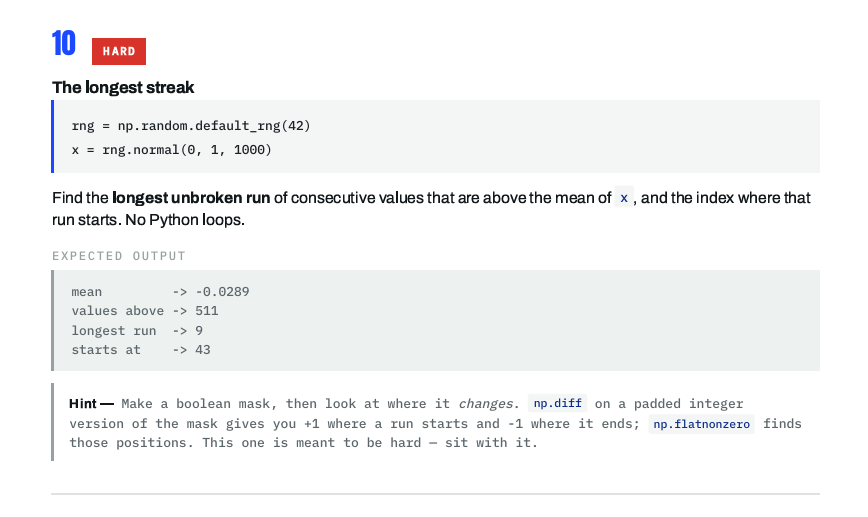 10 HARD
The longest streak
rng = np.random.default_rng(42)
x = rng.normal(0, 1, 1000)
Find the longest unbroken run of consecutive values that are above the mean of x, and the index where that
run starts. No Python loops.
EXPECTED OUTPUT
mean         -> -0.0289
values above -> 511
longest run  -> 9
starts at    -> 43
Hint — Make a boolean mask, then look at where it changes. np.diff on a padded integer
version of the mask gives you +1 where a run starts and -1 where it ends; np.flatnonzero finds
those positions. This one is meant to be hard — sit with it.